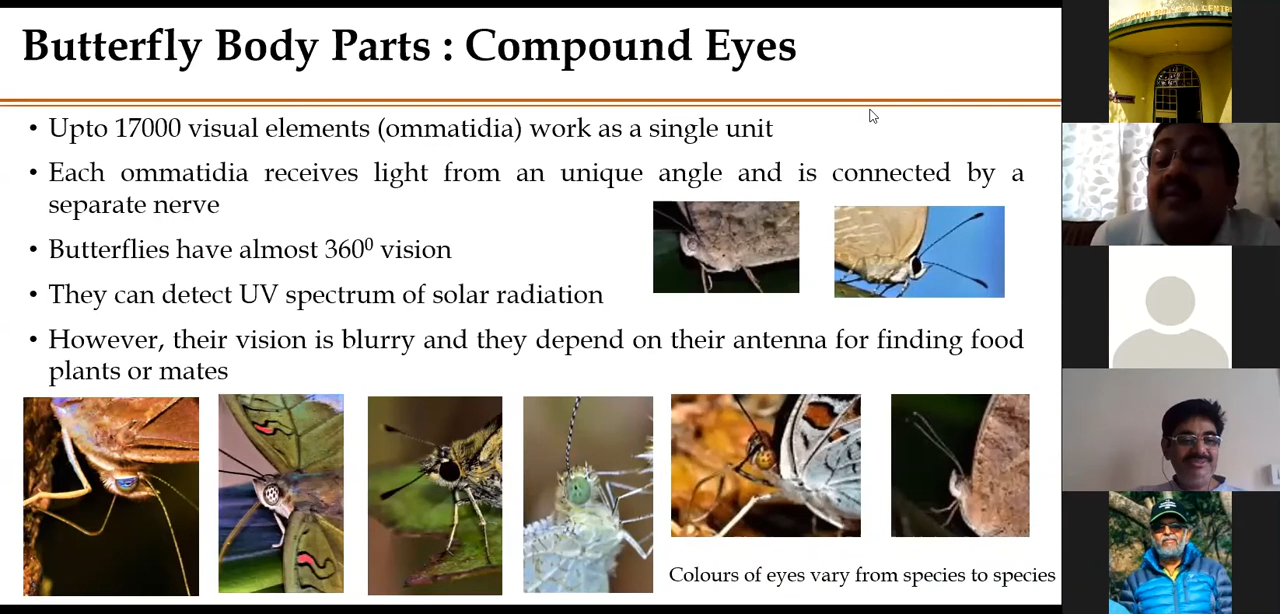 Butterfly Body Parts : Compound Eyes
• Upto 17000 visual elements (ommatidia) work as a single unit
• Each ommatidia receives light from an unique angle and is connected by a
separate nerve
• Butterflies have almost 360⁰ vision
• They can detect UV spectrum of solar radiation
• However, their vision is blurry and they depend on their antenna for finding food
plants or mates
Colours of eyes vary from species to species